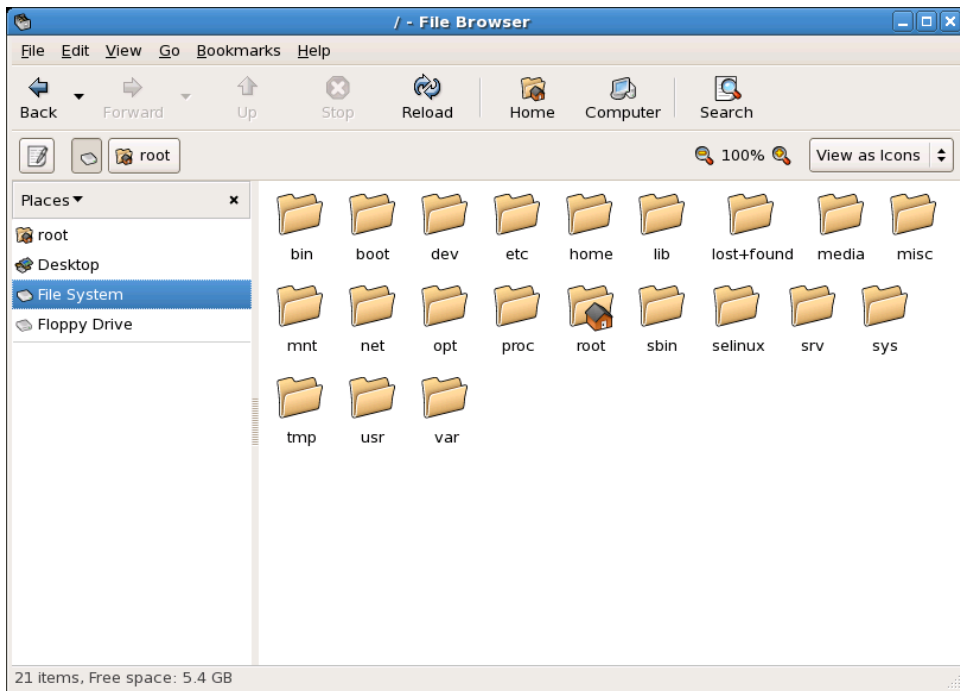 / - File Browser
File Edit View Go Bookmarks Help
Back Forward Up Stop Reload Home Computer Search
root 100% View as Icons
Places
root
Desktop
File System
Floppy Drive
bin boot dev etc home lib lost+found media misc
mnt net opt proc root sbin selinux srv sys
tmp usr var
21 items, Free space: 5.4 GB